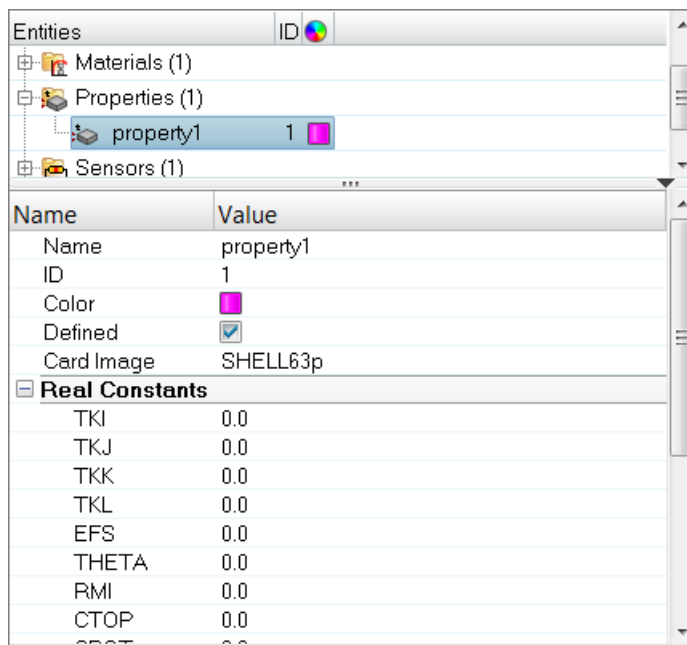 Entities ID
Materials (1)
Properties (1)
property1 1
Sensors (1)
Name Value
Name property1
ID 1
Color
Defined
Card Image SHELL63p
Real Constants
TKI 0.0
TKJ 0.0
TKK 0.0
TKL 0.0
EFS 0.0
THETA 0.0
RMI 0.0
CTOP 0.0